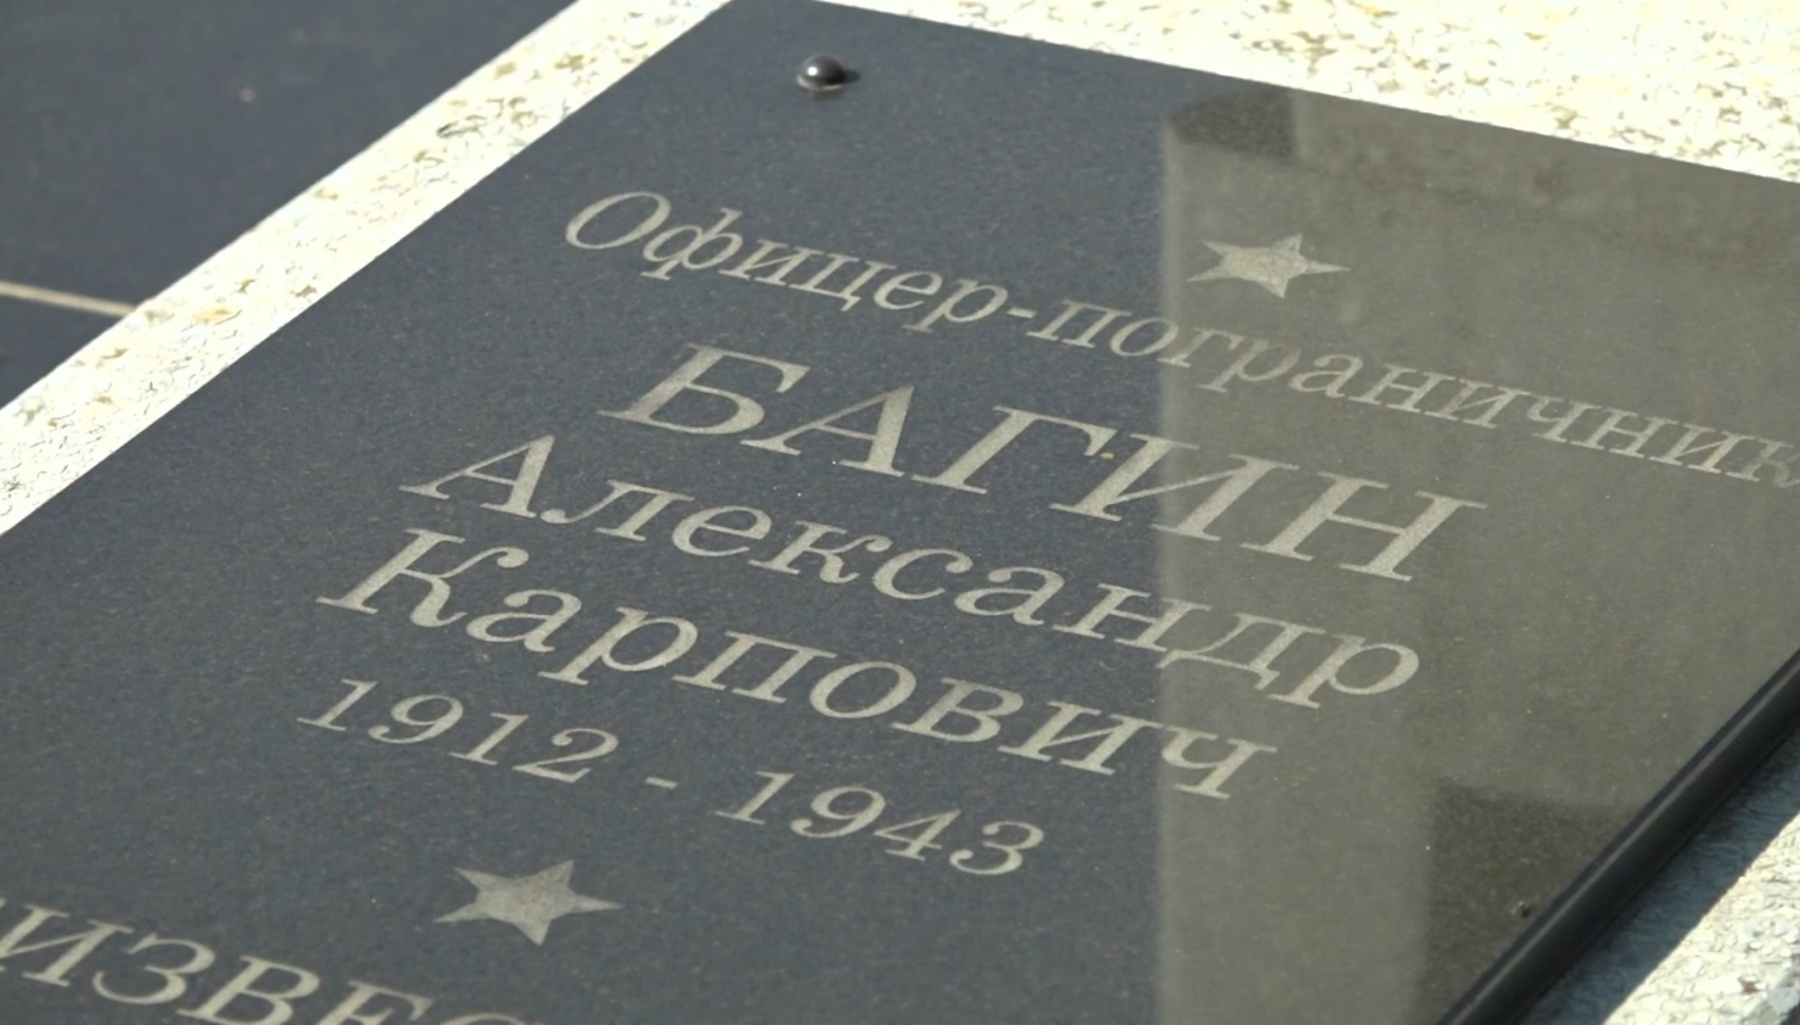 Офицер-пограничник
БАГИН
Александр
Карпович
1912 - 1943